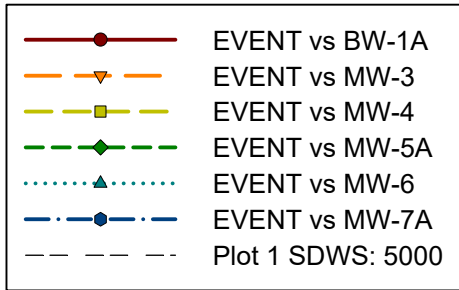 EVENT vs BW-1A
EVENT vs MW-3
EVENT vs MW-4
EVENT vs MW-5A
EVENT vs MW-6
EVENT vs MW-7A
Plot 1 SDWS: 5000